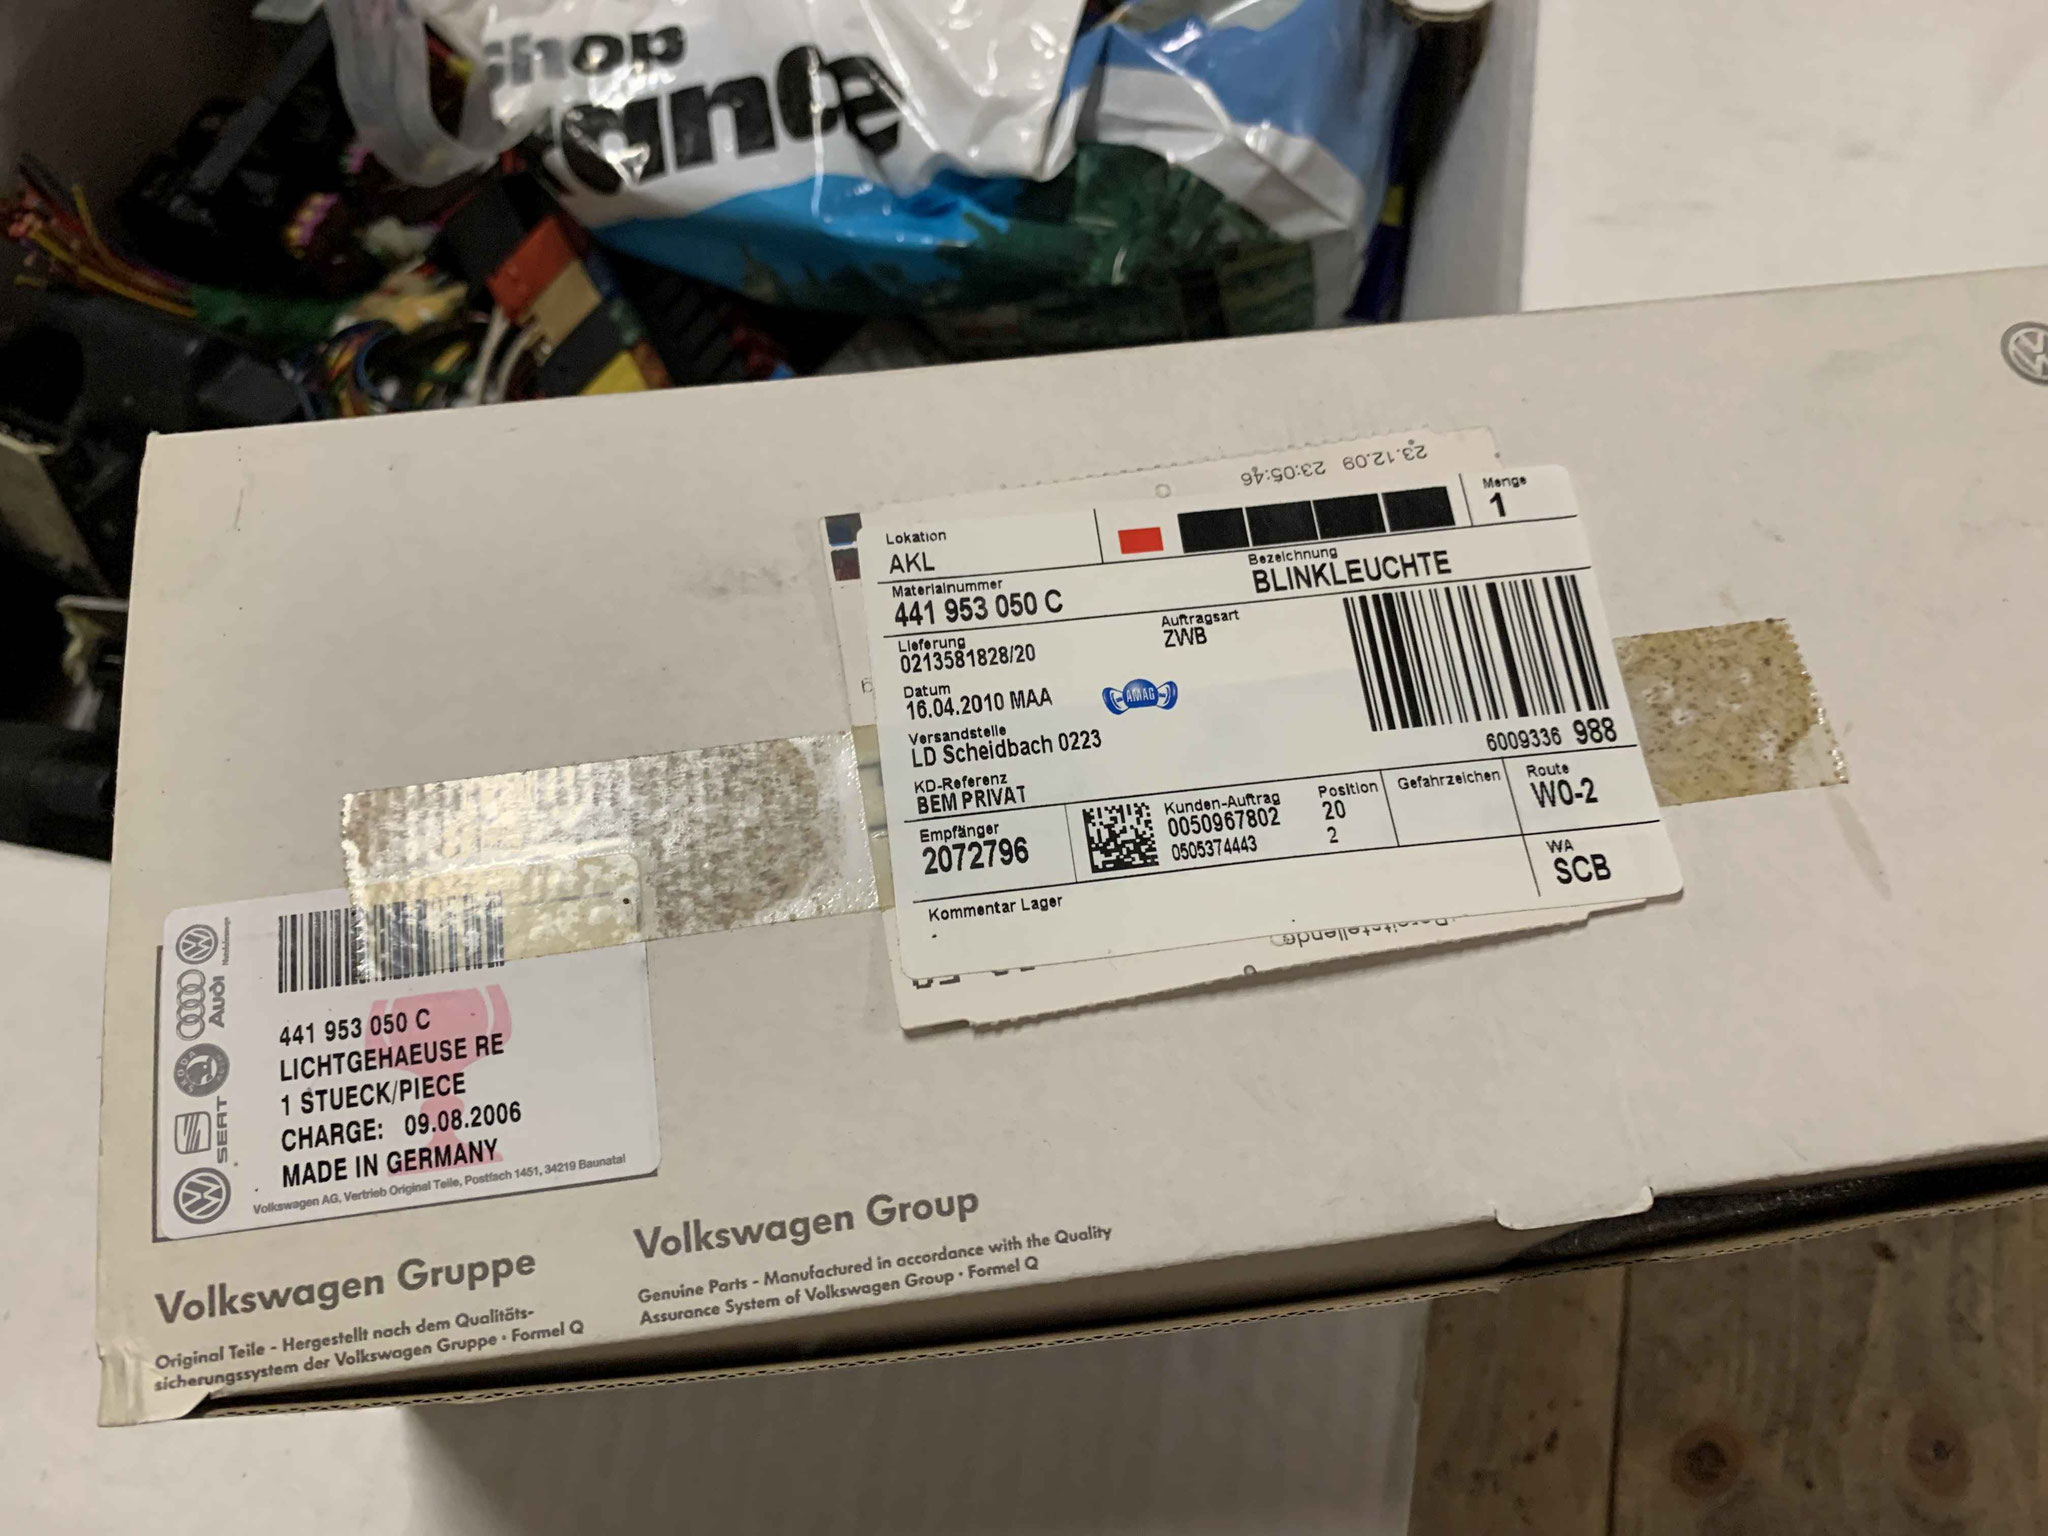 shop
23.12.09 23:05:46
Lokation
AKL
Menge
1
Bezeichnung
BLINKLEUCHTE
Materialnummer
441 953 050 C
Auftragsart
ZWB
Lieferung
0213581828/20
Datum
16.04.2010 MAA
AMAG
Versandstelle
LD Scheidbach 0223
6009336 988
KD-Referenz
BEM PRIVAT
Empfänger
2072796
Kunden-Auftrag
0050967802
0505374443
Position
20
2
Gefahrzeichen
Route
W0-2
WA
SCB
Kommentar Lager
Audi
SKODA
SEAT
441 953 050 C
LICHTGEHAEUSE RE
1 STUECK/PIECE
CHARGE: 09.08.2006
MADE IN GERMANY
Volkswagen AG, Vertrieb Original Teile, Postfach 1451, 34219 Baunatal
Volkswagen Gruppe
Original Teile - Hergestellt nach dem Qualitäts-
sicherungssystem der Volkswagen Gruppe · Formel Q
Volkswagen Group
Genuine Parts - Manufactured in accordance with the Quality
Assurance System of Volkswagen Group · Formel Q